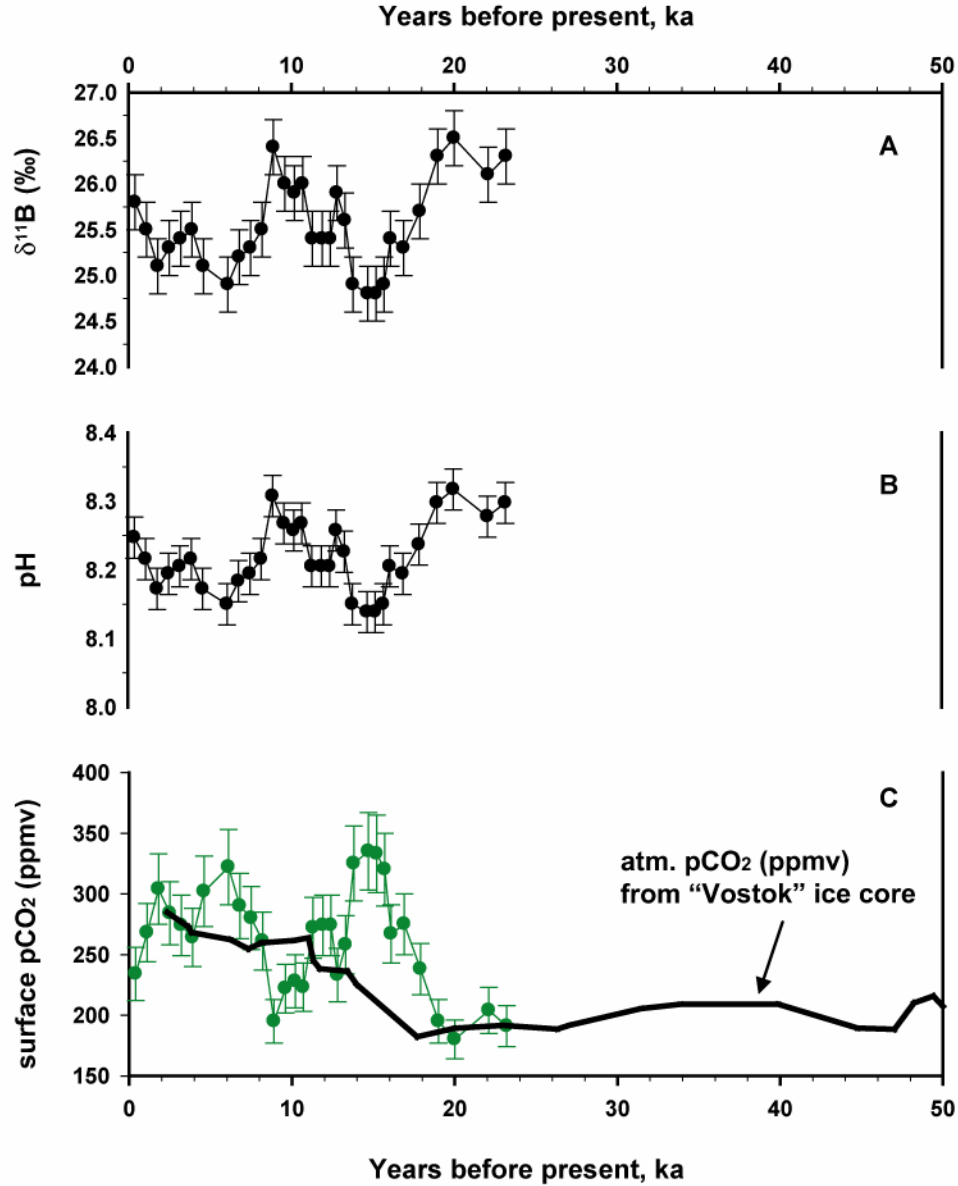 Years before present, ka
0 10 20 30 40 50
27.0
26.5
26.0
25.5
25.0
24.5
24.0
δ¹¹B (‰)
A
8.4
8.3
8.2
8.1
8.0
pH
B
400
350
300
250
200
150
surface pCO₂ (ppmv)
C
atm. pCO₂ (ppmv)
from “Vostok” ice core
0 10 20 30 40 50
Years before present, ka